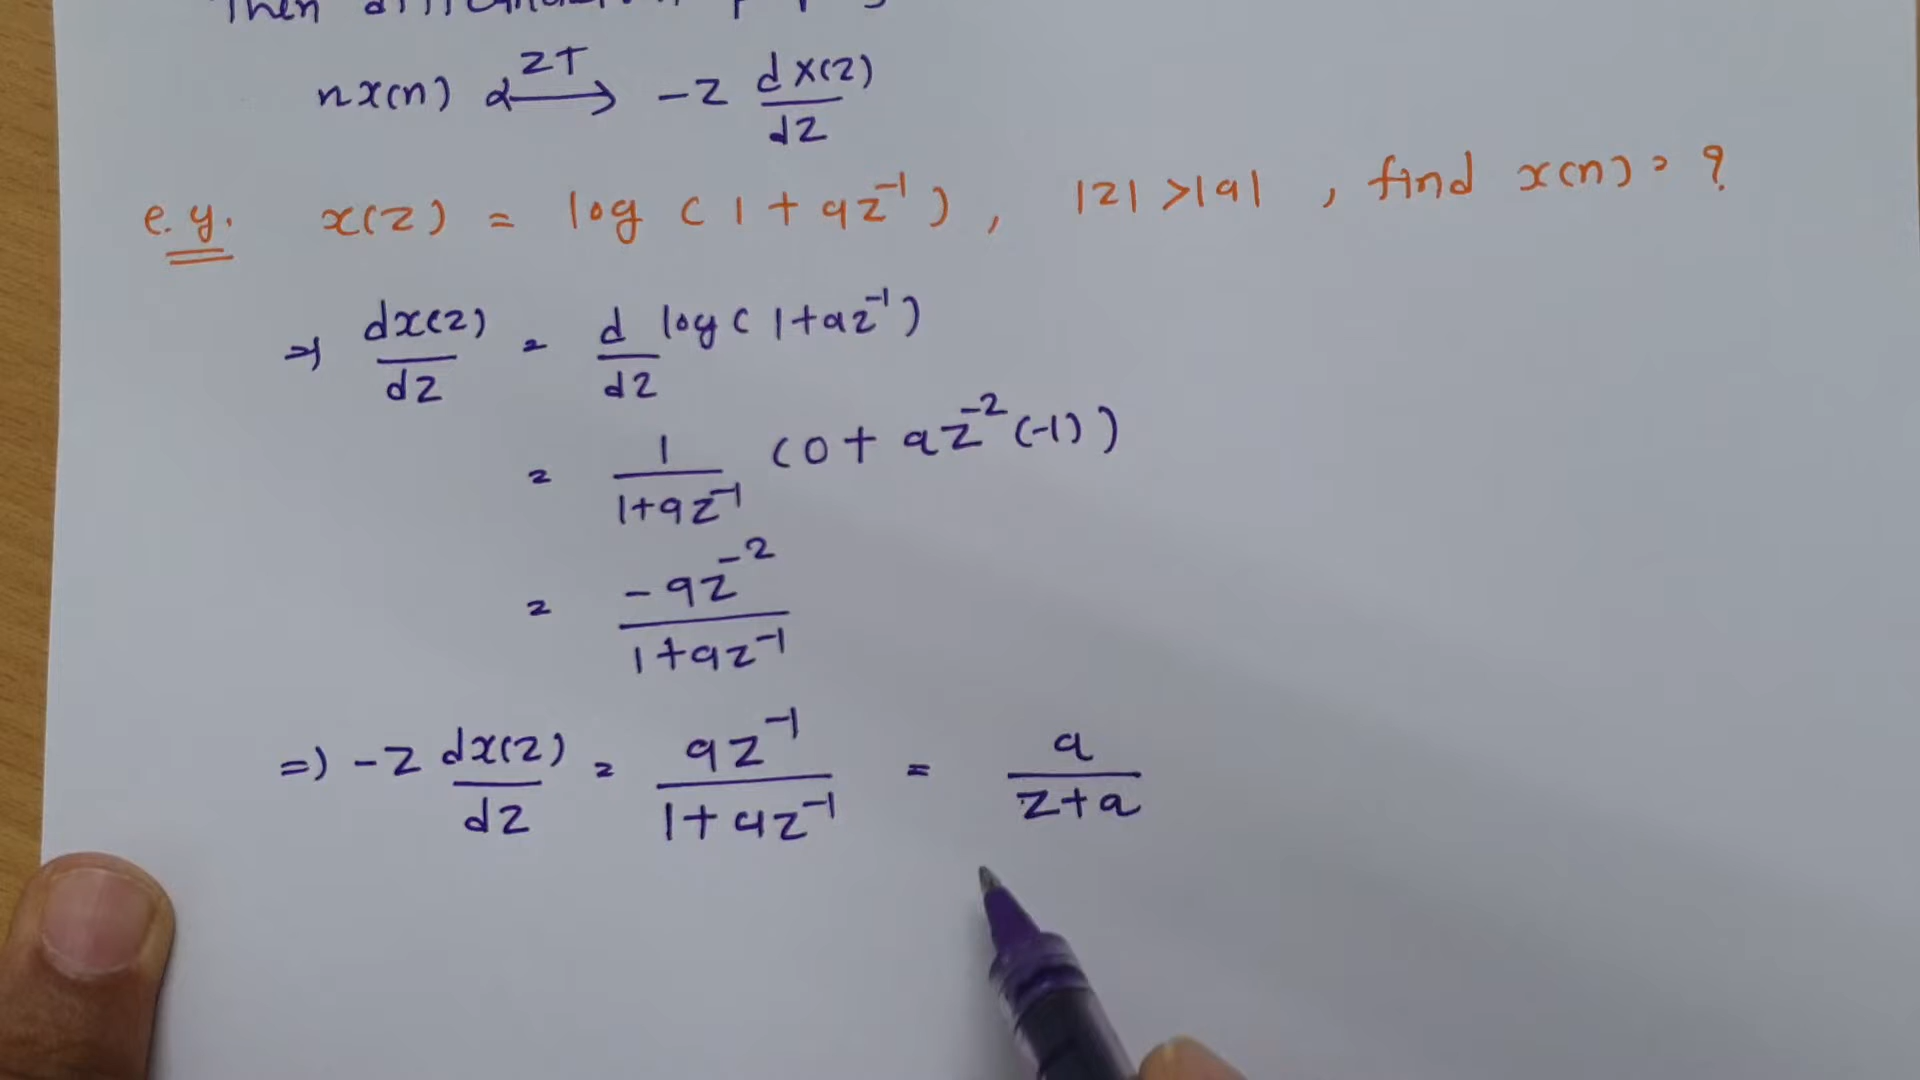 Then
nx(n) ZT ⟷ -z dX(z)/dz
e.g. x(z) = log(1+az⁻¹), |z|>|a|, find x(n)=?
⇒ dx(z)/dz = d/dz log(1+az⁻¹)
= 1/(1+az⁻¹) (0+az⁻²(-1))
= -az⁻²/(1+az⁻¹)
⇒ -z dx(z)/dz = az⁻¹/(1+az⁻¹) = a/(z+a)